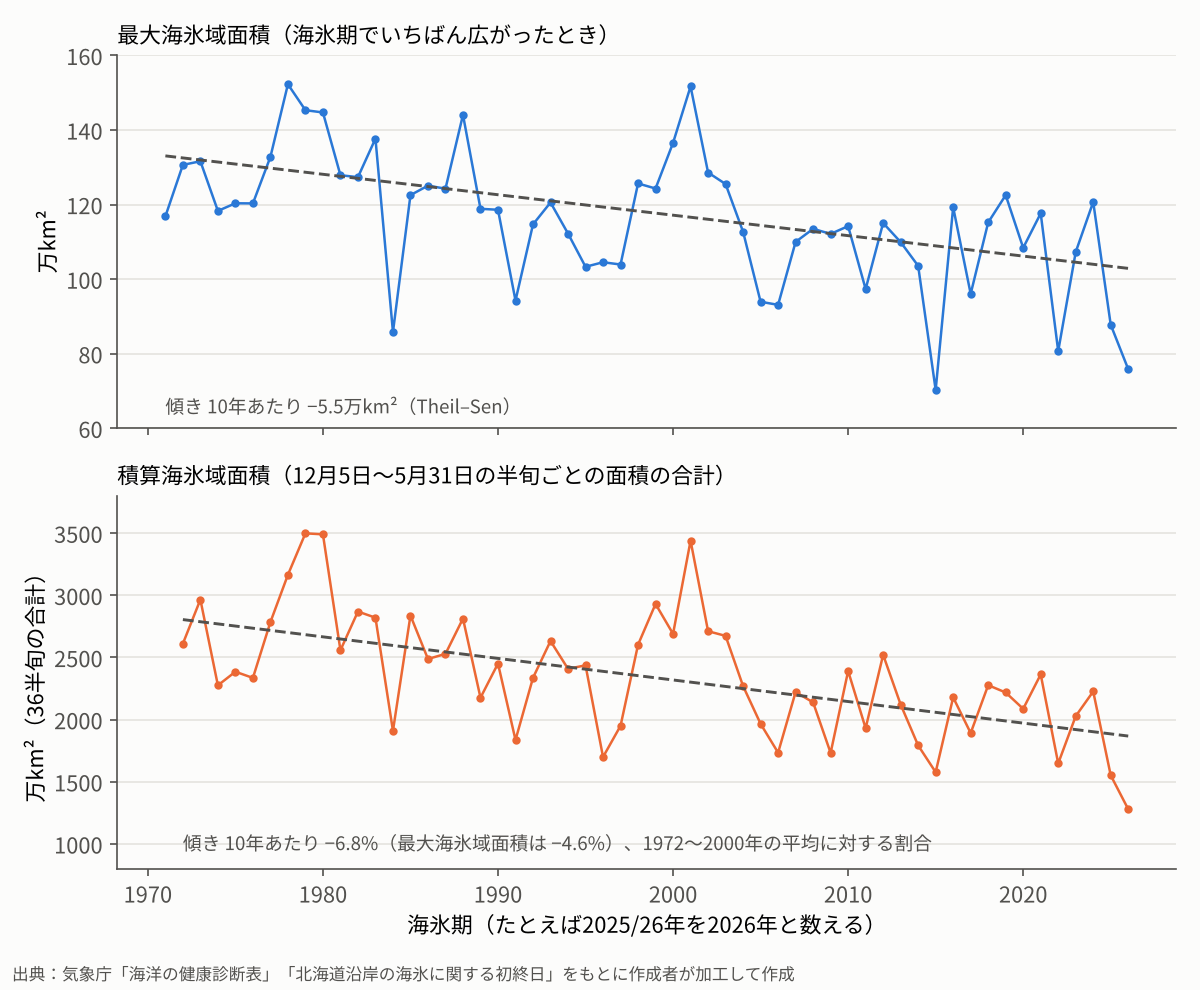 最大海氷域面積（海氷期でいちばん広がったとき）
160
140
120
100
80
60
万km²
傾き 10年あたり −5.5万km²（Theil–Sen）
積算海氷域面積（12月5日〜5月31日の半旬ごとの面積の合計）
3500
3000
2500
2000
1500
1000
万km²（36半旬の合計）
傾き 10年あたり −6.8%（最大海氷域面積は −4.6%）、1972〜2000年の平均に対する割合
1970 1980 1990 2000 2010 2020
海氷期（たとえば2025/26年を2026年と数える）
出典：気象庁「海洋の健康診断表」「北海道沿岸の海氷に関する初終日」をもとに作成者が加工して作成